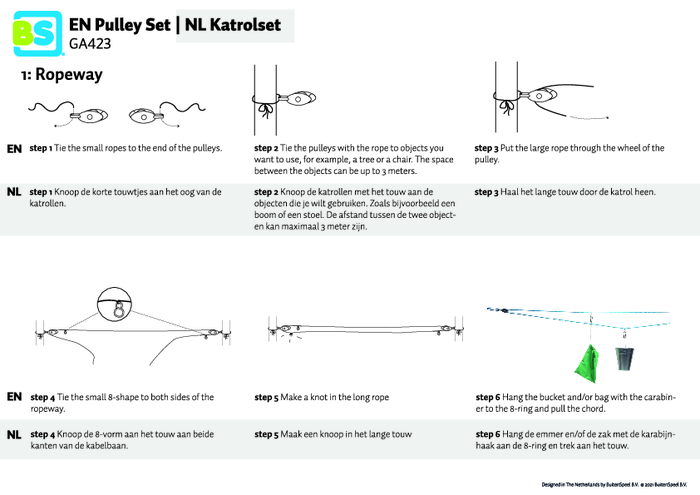 BS
EN Pulley Set | NL Katrolset
GA423
1: Ropeway
EN step 1 Tie the small ropes to the end of the pulleys.
step 2 Tie the pulleys with the rope to objects you
want to use, for example, a tree or a chair. The space
between the objects can be up to 3 meters.
step 3 Put the large rope through the wheel of the
pulley.
NL step 1 Knoop de korte touwtjes aan het oog van de
katrollen.
step 2 Knoop de katrollen met het touw aan de
objecten die je wilt gebruiken. Zoals bijvoorbeeld een
boom of een stoel. De afstand tussen de twee object-
en kan maximaal 3 meter zijn.
step 3 Haal het lange touw door de katrol heen.
EN step 4 Tie the small 8-shape to both sides of the
ropeway.
step 5 Make a knot in the long rope
step 6 Hang the bucket and/or bag with the carabin-
er to the 8-ring and pull the chord.
NL step 4 Knoop de 8-vorm aan het touw aan beide
kanten van de kabelbaan.
step 5 Maak een knoop in het lange touw
step 6 Hang de emmer en/of de zak met de karabijn-
haak aan de 8-ring en trek aan het touw.
Designed in The Netherlands by BuitenSpeel B.V. © 2021 BuitenSpeel B.V.